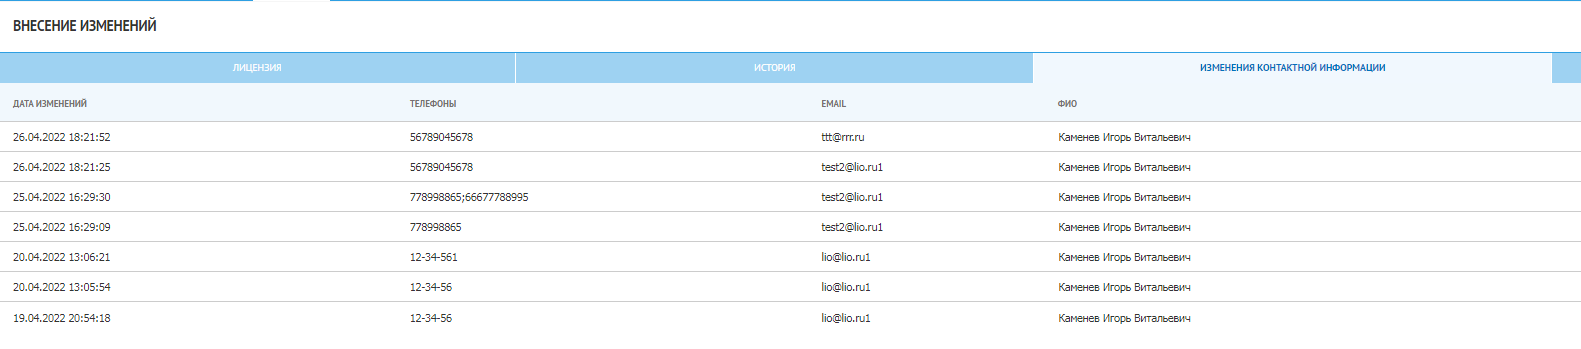 ВНЕСЕНИЕ ИЗМЕНЕНИЙ
ЛИЦЕНЗИЯ ИСТОРИЯ ИЗМЕНЕНИЯ КОНТАКТНОЙ ИНФОРМАЦИИ
ДАТА ИЗМЕНЕНИЙ ТЕЛЕФОНЫ EMAIL ФИО
26.04.2022 18:21:52 56789045678 ttt@rrr.ru Каменев Игорь Витальевич
26.04.2022 18:21:25 56789045678 test2@lio.ru1 Каменев Игорь Витальевич
25.04.2022 16:29:30 778998865;66677788995 test2@lio.ru1 Каменев Игорь Витальевич
25.04.2022 16:29:09 778998865 test2@lio.ru1 Каменев Игорь Витальевич
20.04.2022 13:06:21 12-34-561 lio@lio.ru1 Каменев Игорь Витальевич
20.04.2022 13:05:54 12-34-56 lio@lio.ru1 Каменев Игорь Витальевич
19.04.2022 20:54:18 12-34-56 lio@lio.ru1 Каменев Игорь Витальевич